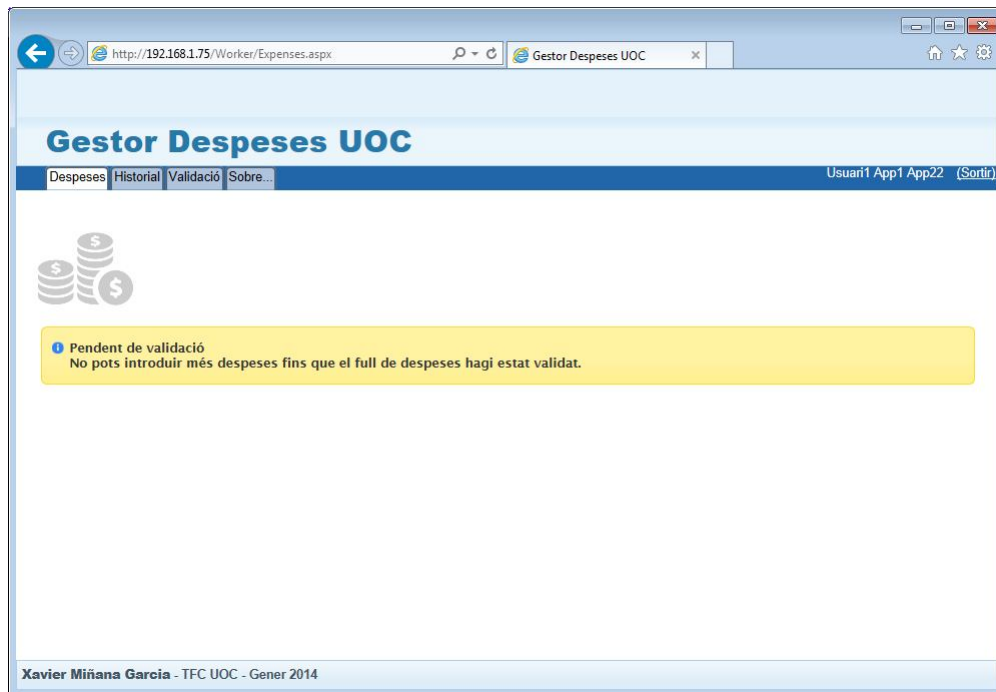 http://192.168.1.75/Worker/Expenses.aspx
Gestor Despeses UOC
Gestor Despeses UOC
Despeses Historial Validació Sobre... Usuari1 App1 App22 (Sortir)
Pendent de validació
No pots introduir més despeses fins que el full de despeses hagi estat validat.
Xavier Miñana Garcia - TFC UOC - Gener 2014